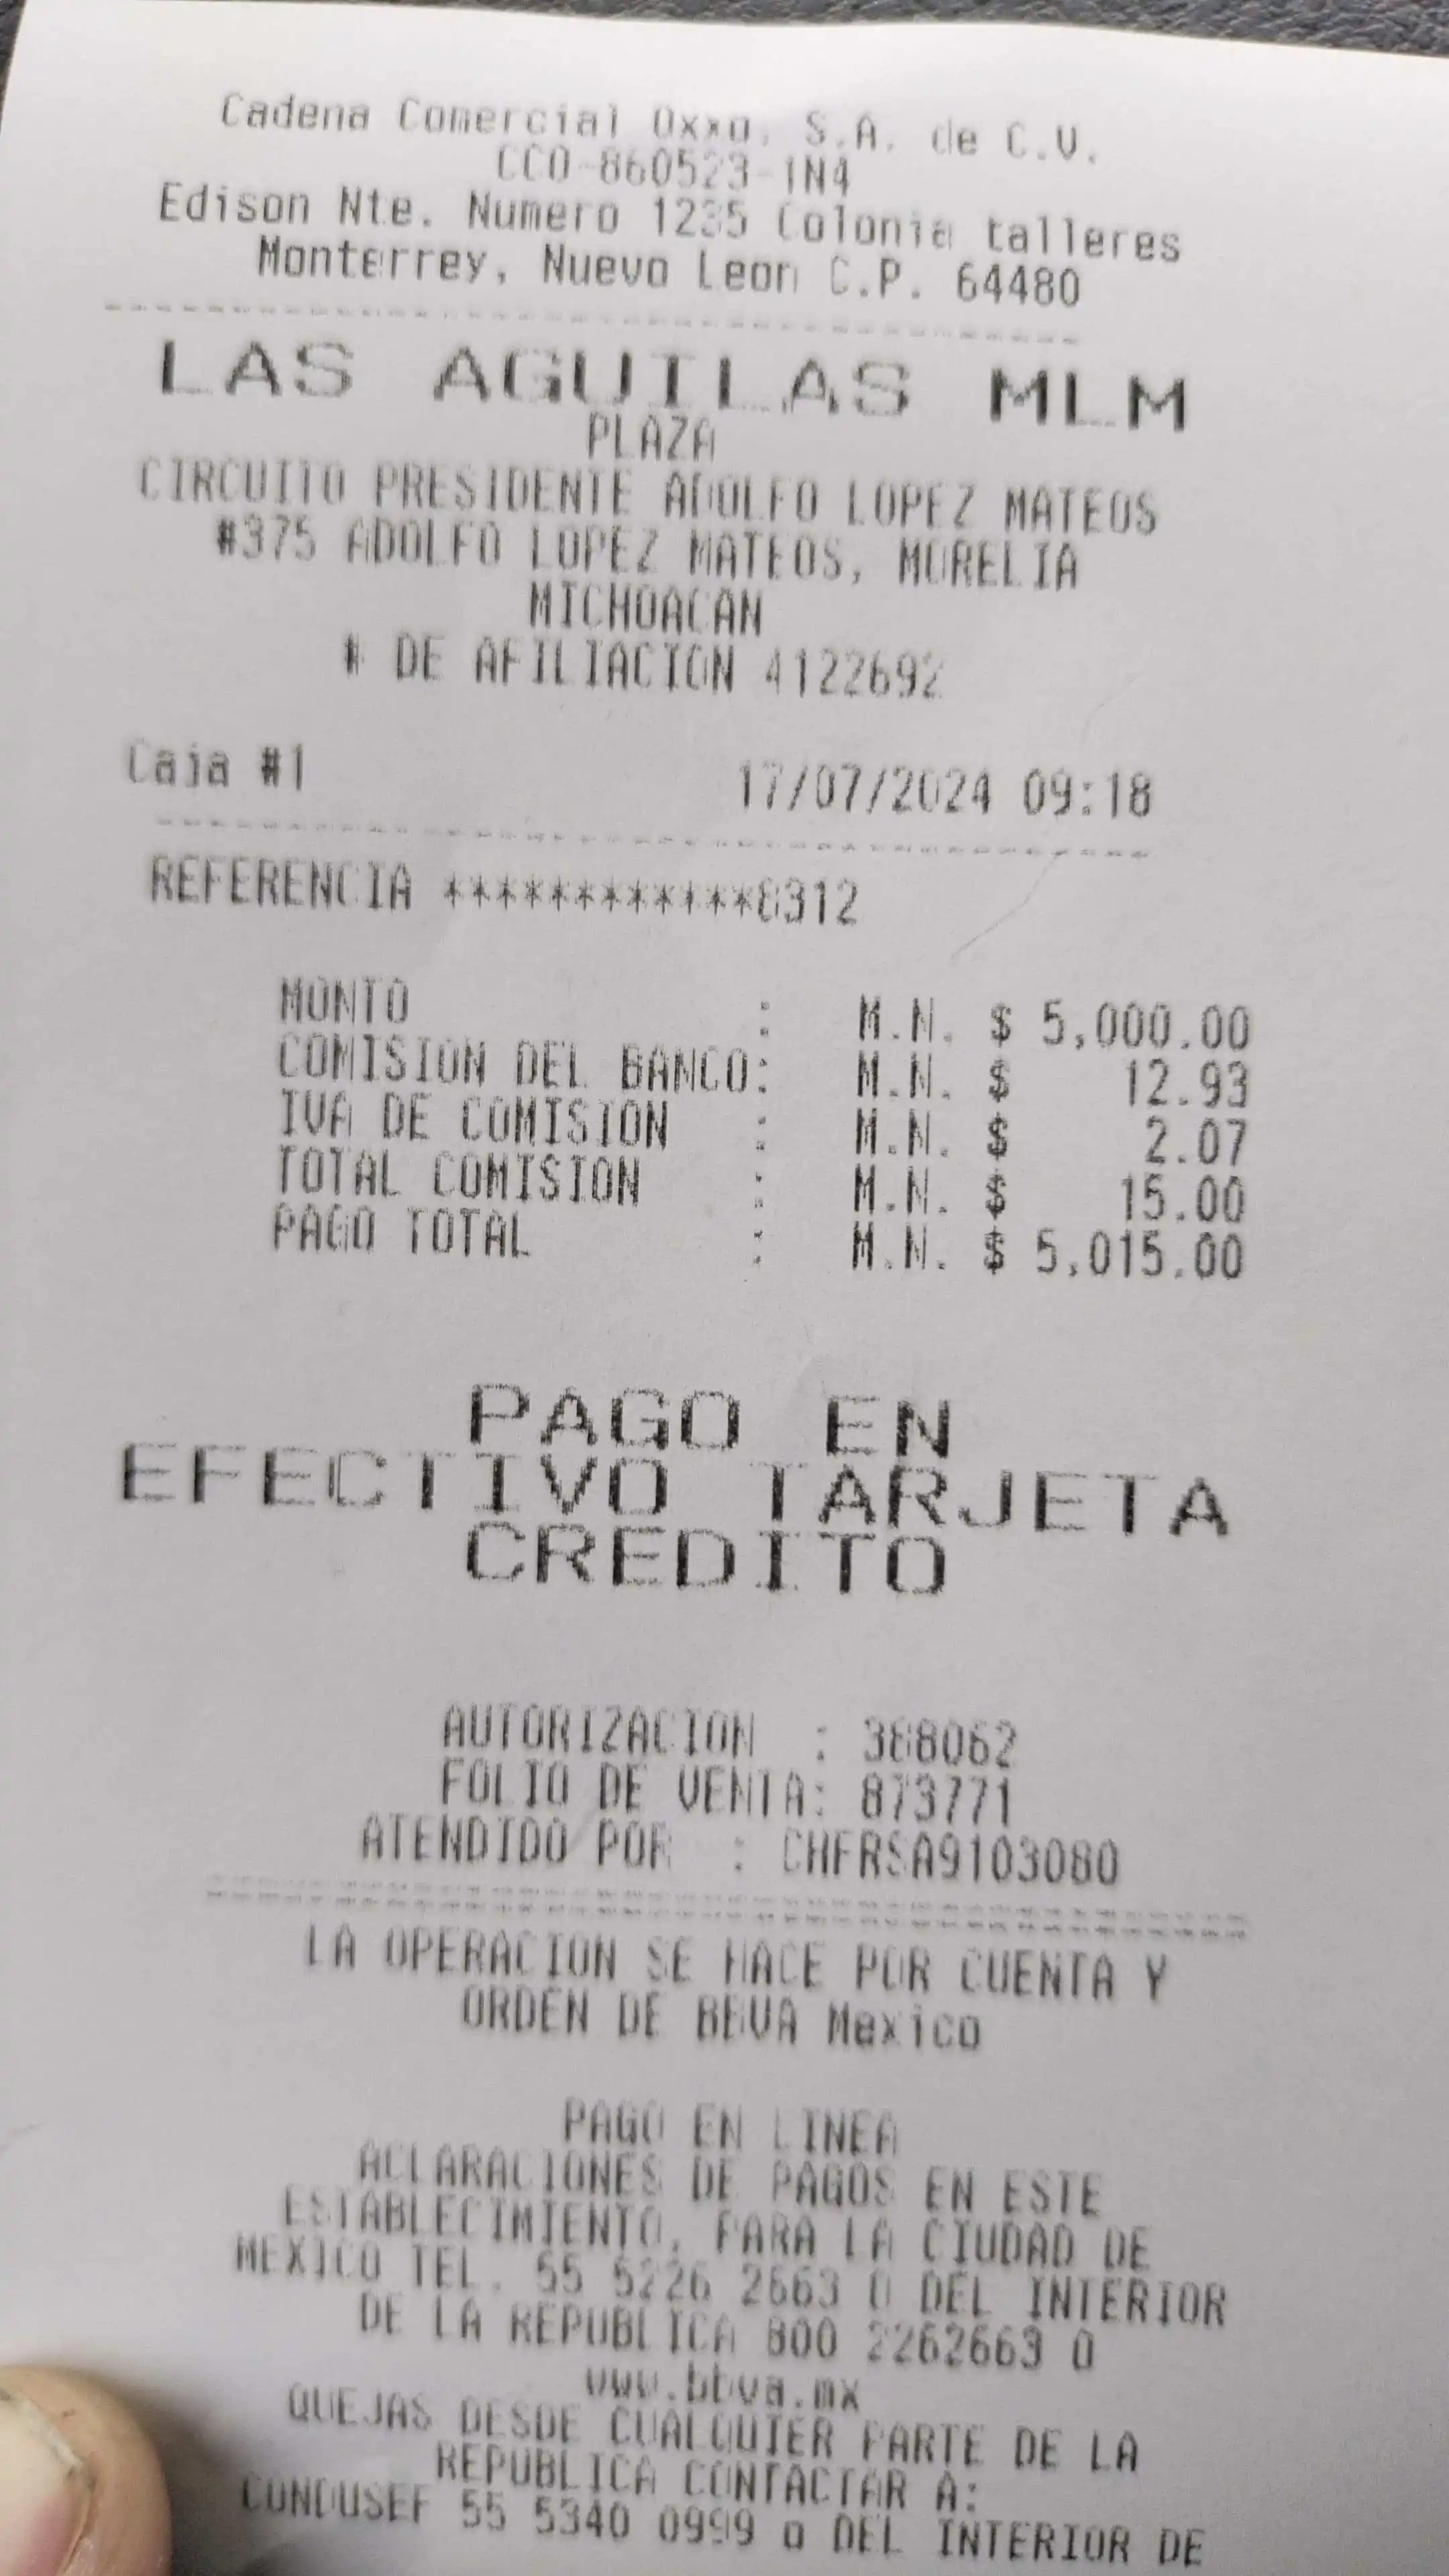 Cadena Comercial Oxxo, S.A. de C.V.
CCO-860523-1N4
Edison Nte. Numero 1235 Colonia talleres
Monterrey, Nuevo Leon C.P. 64480
LAS AGUILAS MLM
PLAZA
CIRCUITO PRESIDENTE ADOLFO LOPEZ MATEOS
#375 ADOLFO LOPEZ MATEOS, MORELIA
MICHOACAN
# DE AFILIACION 4122692
Caja #1 17/07/2024 09:18
REFERENCIA ************8312
MONTO : M.N. $ 5,000.00
COMISION DEL BANCO: M.N. $ 12.93
IVA DE COMISION : M.N. $ 2.07
TOTAL COMISION : M.N. $ 15.00
PAGO TOTAL : M.N. $ 5,015.00
PAGO EN
EFECTIVO TARJETA
CREDITO
AUTORIZACION : 388062
FOLIO DE VENTA: 873771
ATENDIDO POR : CHFRSA9103080
LA OPERACION SE HACE POR CUENTA Y
ORDEN DE BBVA Mexico
PAGO EN LINEA
ACLARACIONES DE PAGOS EN ESTE
ESTABLECIMIENTO, PARA LA CIUDAD DE
MEXICO TEL. 55 5226 2663 O DEL INTERIOR
DE LA REPUBLICA 800 2262663 O
www.bbva.mx
QUEJAS DESDE CUALQUIER PARTE DE LA
REPUBLICA CONTACTAR A:
CONDUSEF 55 5340 0999 o DEL INTERIOR DE